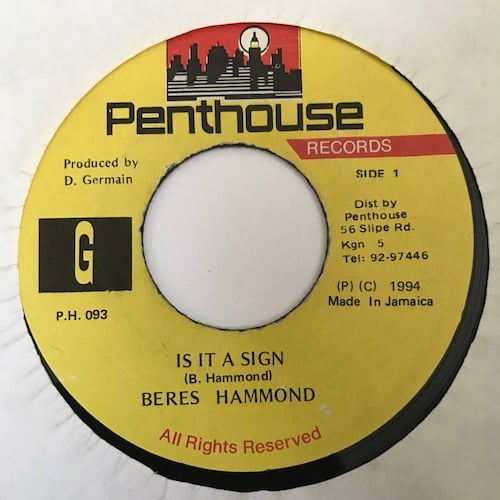 Penthouse
RECORDS
Produced by
D. Germain
SIDE 1
Dist by
Penthouse
56 Slipe Rd.
Kgn 5
Tel: 92-97446
G
P.H. 093
(P) (C) 1994
Made In Jamaica
IS IT A SIGN
(B. Hammond)
BERES HAMMOND
All Rights Reserved